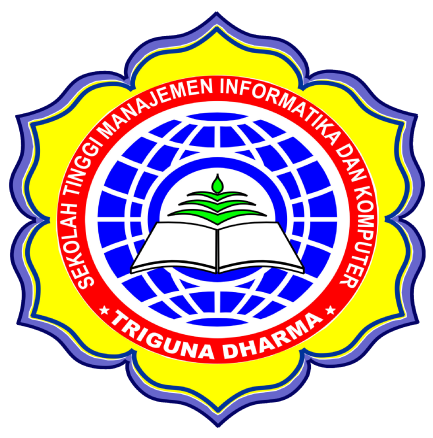 SEKOLAH TINGGI MANAJEMEN INFORMATIKA DAN KOMPUTER
TRIGUNA DHARMA